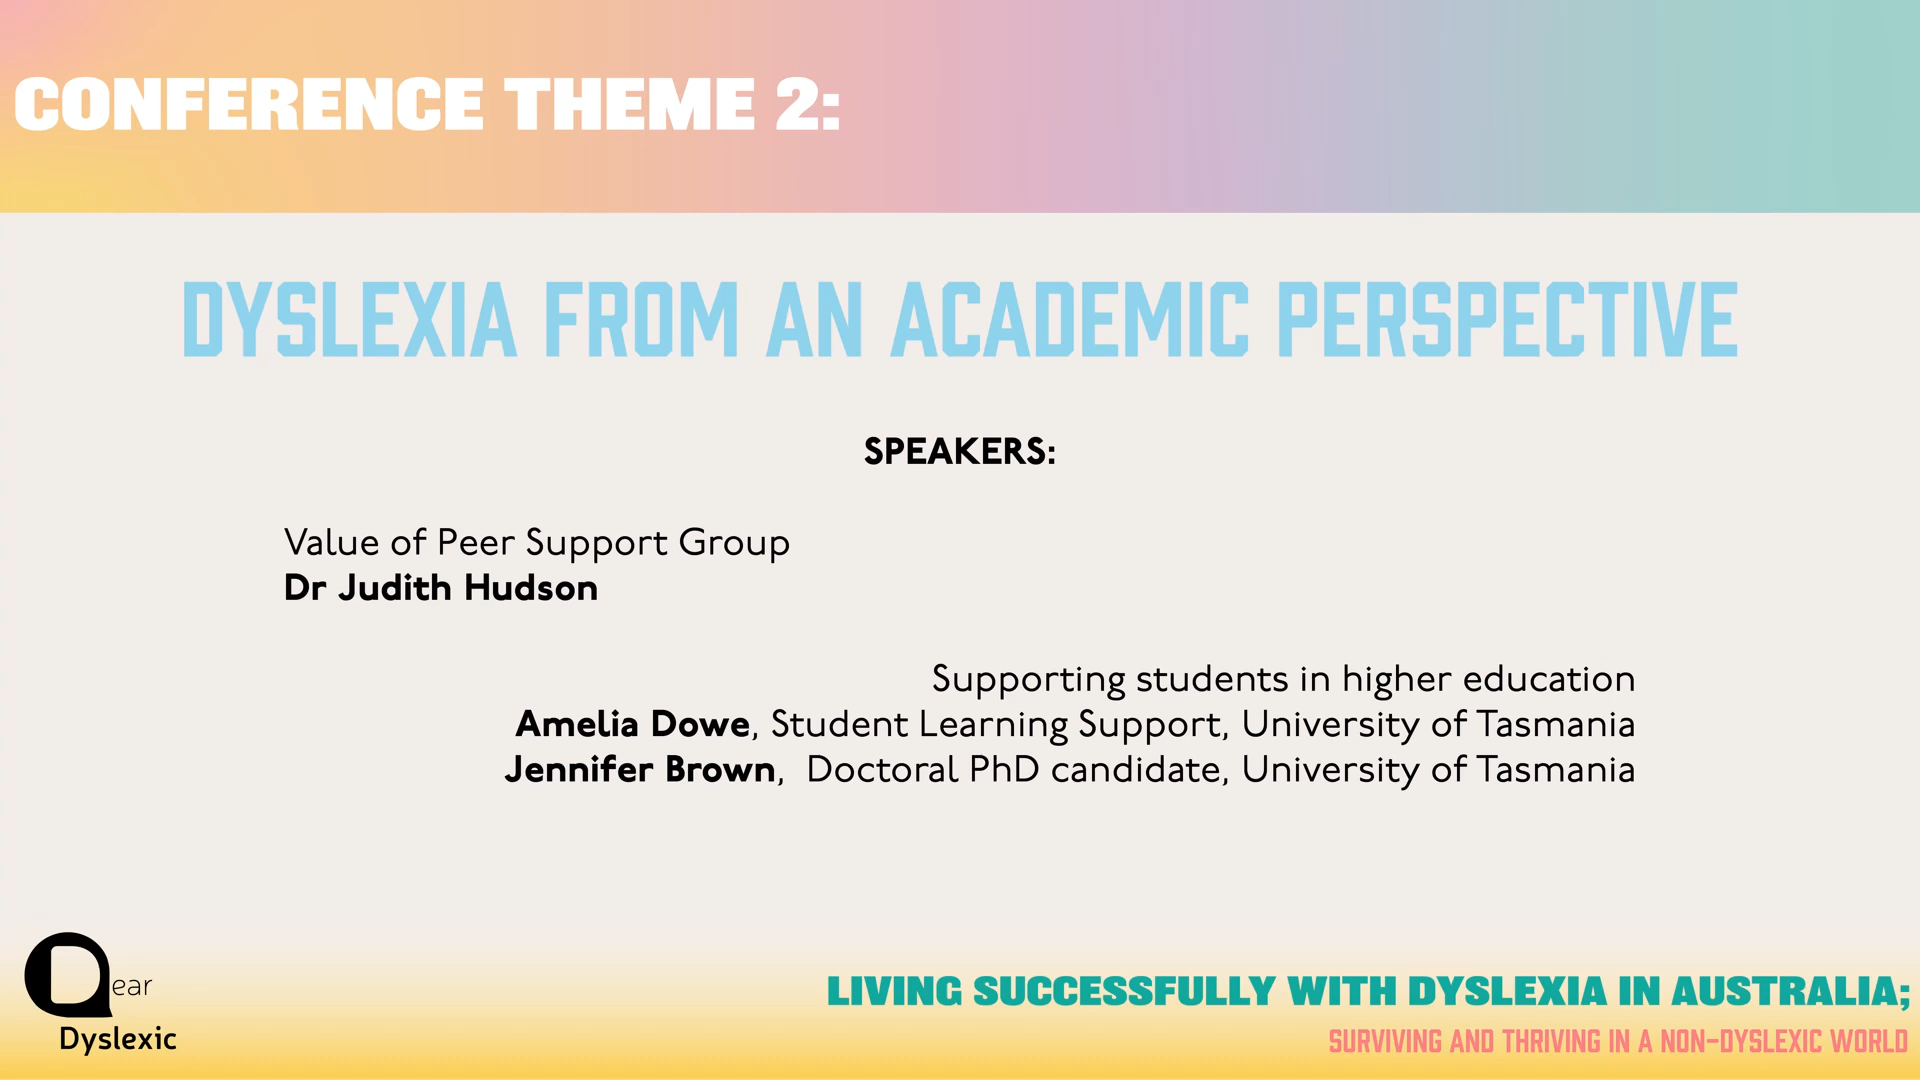 CONFERENCE THEME 2:
DYSLEXIA FROM AN ACADEMIC PERSPECTIVE
SPEAKERS:
Value of Peer Support Group
Dr Judith Hudson
Supporting students in higher education
Amelia Dowe, Student Learning Support, University of Tasmania
Jennifer Brown, Doctoral PhD candidate, University of Tasmania
Dear
Dyslexic
LIVING SUCCESSFULLY WITH DYSLEXIA IN AUSTRALIA;
SURVIVING AND THRIVING IN A NON-DYSLEXIC WORLD